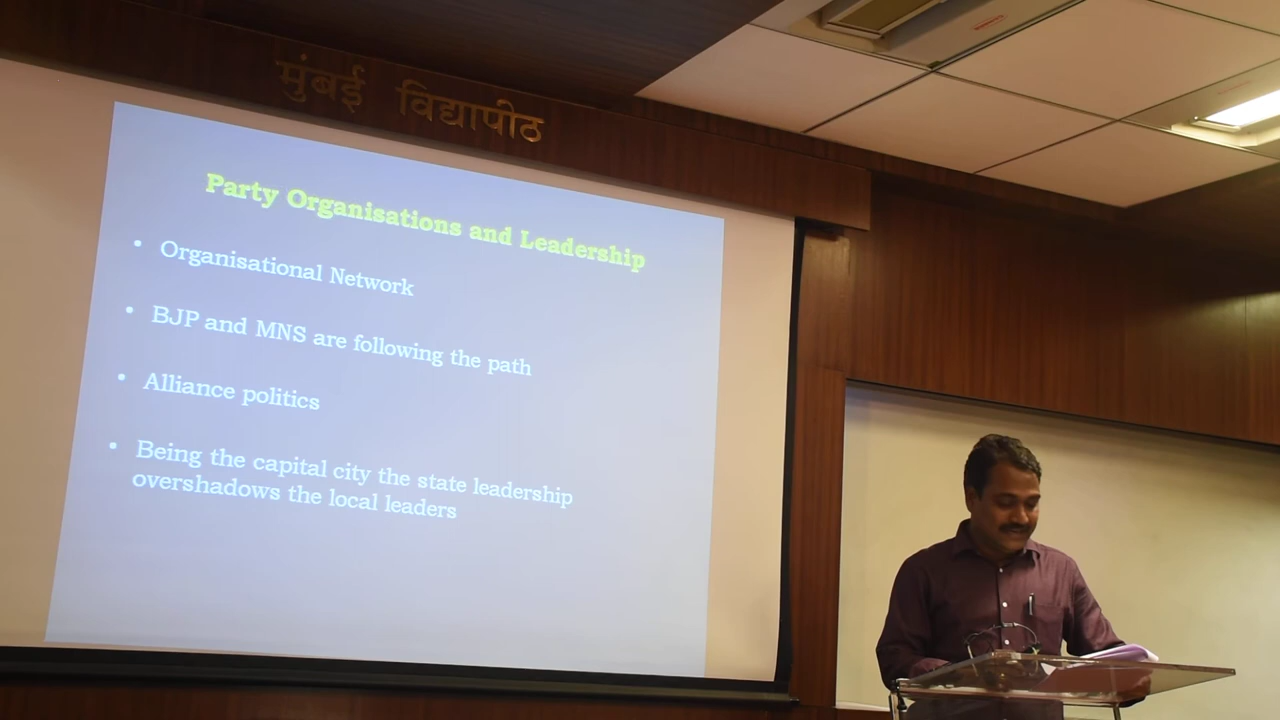 मुंबई विद्यापीठ
Party Organisations and Leadership
• Organisational Network
• BJP and MNS are following the path
• Alliance politics
• Being the capital city the state leadership
overshadows the local leaders